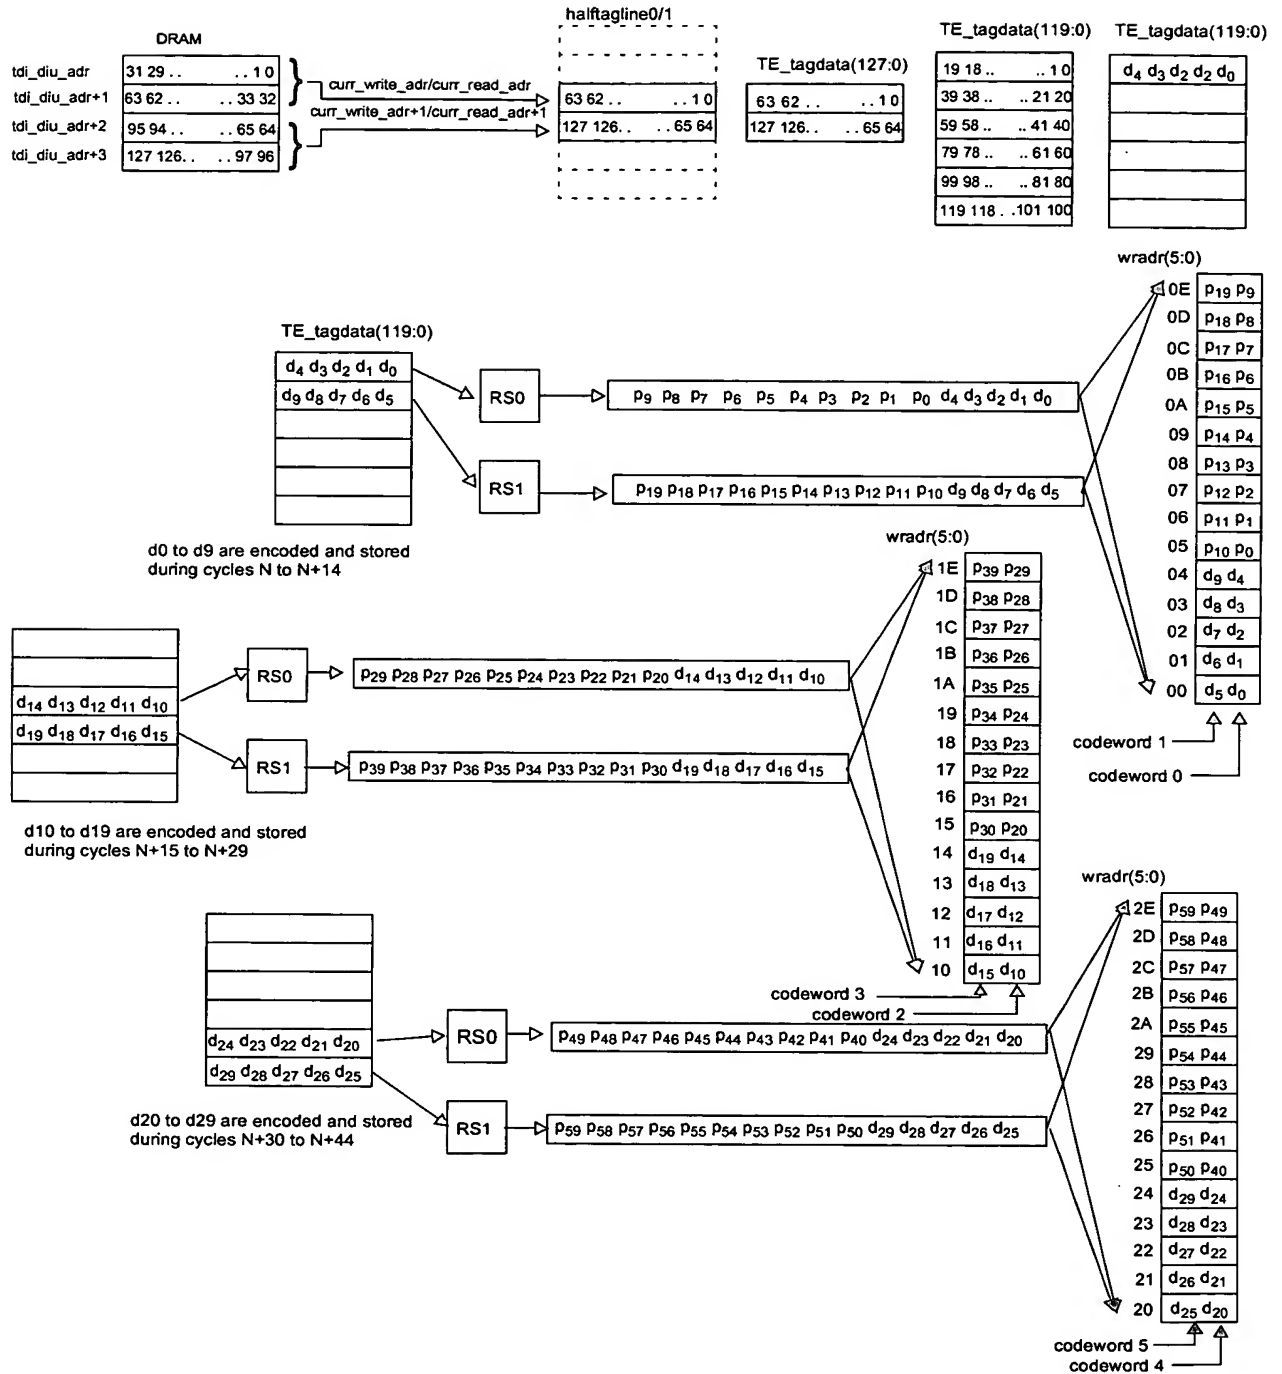 DRAM
tdi_diu_adr
31 29 . . . . 1 0
tdi_diu_adr+1
63 62 . . . . 33 32
tdi_diu_adr+2
95 94 . . . . 65 64
tdi_diu_adr+3
127 126. . . . 97 96
curr_write_adr/curr_read_adr
curr_write_adr+1/curr_read_adr+1
halftagline0/1
63 62 . . . . 1 0
127 126. . . . 65 64
TE_tagdata(127:0)
63 62 . . . . 1 0
127 126. . . . 65 64
TE_tagdata(119:0)
19 18 . . . . 1 0
39 38 . . . . 21 20
59 58 . . . . 41 40
79 78 . . . . 61 60
99 98 . . . . 81 80
119 118 . . 101 100
TE_tagdata(119:0)
d4 d3 d2 d2 d0
TE_tagdata(119:0)
d4 d3 d2 d1 d0
d9 d8 d7 d6 d5
RS0
p9 p8 p7 p6 p5 p4 p3 p2 p1 p0 d4 d3 d2 d1 d0
RS1
p19 p18 p17 p16 p15 p14 p13 p12 p11 p10 d9 d8 d7 d6 d5
d0 to d9 are encoded and stored
during cycles N to N+14
wradr(5:0)
0E p19 p9
0D p18 p8
0C p17 p7
0B p16 p6
0A p15 p5
09 p14 p4
08 p13 p3
07 p12 p2
06 p11 p1
05 p10 p0
04 d9 d4
03 d8 d3
02 d7 d2
01 d6 d1
00 d5 d0
codeword 1
codeword 0
d14 d13 d12 d11 d10
d19 d18 d17 d16 d15
RS0
p29 p28 p27 p26 p25 p24 p23 p22 p21 p20 d14 d13 d12 d11 d10
RS1
p39 p38 p37 p36 p35 p34 p33 p32 p31 p30 d19 d18 d17 d16 d15
d10 to d19 are encoded and stored
during cycles N+15 to N+29
wradr(5:0)
1E p39 p29
1D p38 p28
1C p37 p27
1B p36 p26
1A p35 p25
19 p34 p24
18 p33 p23
17 p32 p22
16 p31 p21
15 p30 p20
14 d19 d14
13 d18 d13
12 d17 d12
11 d16 d11
10 d15 d10
codeword 3
codeword 2
d24 d23 d22 d21 d20
d29 d28 d27 d26 d25
RS0
p49 p48 p47 p46 p45 p44 p43 p42 p41 p40 d24 d23 d22 d21 d20
RS1
p59 p58 p57 p56 p55 p54 p53 p52 p51 p50 d29 d28 d27 d26 d25
d20 to d29 are encoded and stored
during cycles N+30 to N+44
wradr(5:0)
2E p59 p49
2D p58 p48
2C p57 p47
2B p56 p46
2A p55 p45
29 p54 p44
28 p53 p43
27 p52 p42
26 p51 p41
25 p50 p40
24 d29 d24
23 d28 d23
22 d27 d22
21 d26 d21
20 d25 d20
codeword 5
codeword 4